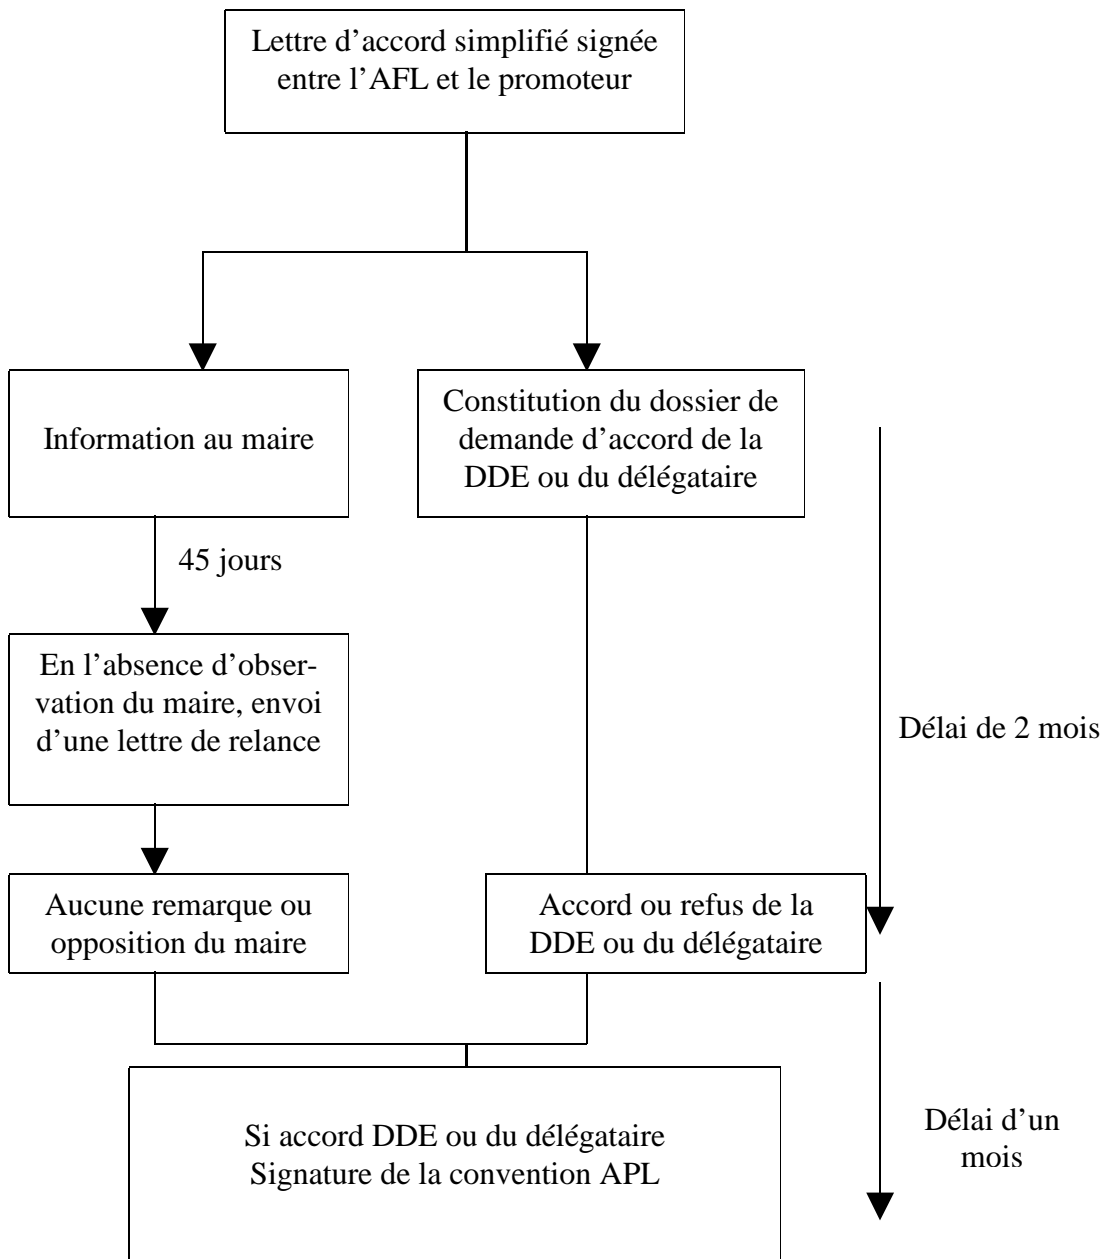 Lettre d’accord simplifié signée
entre l’AFL et le promoteur
Information au maire
Constitution du dossier de
demande d’accord de la
DDE ou du délégataire
45 jours
En l’absence d’obser-
vation du maire, envoi
d’une lettre de relance
Délai de 2 mois
Aucune remarque ou
opposition du maire
Accord ou refus de la
DDE ou du délégataire
Si accord DDE ou du délégataire
Signature de la convention APL
Délai d’un
mois